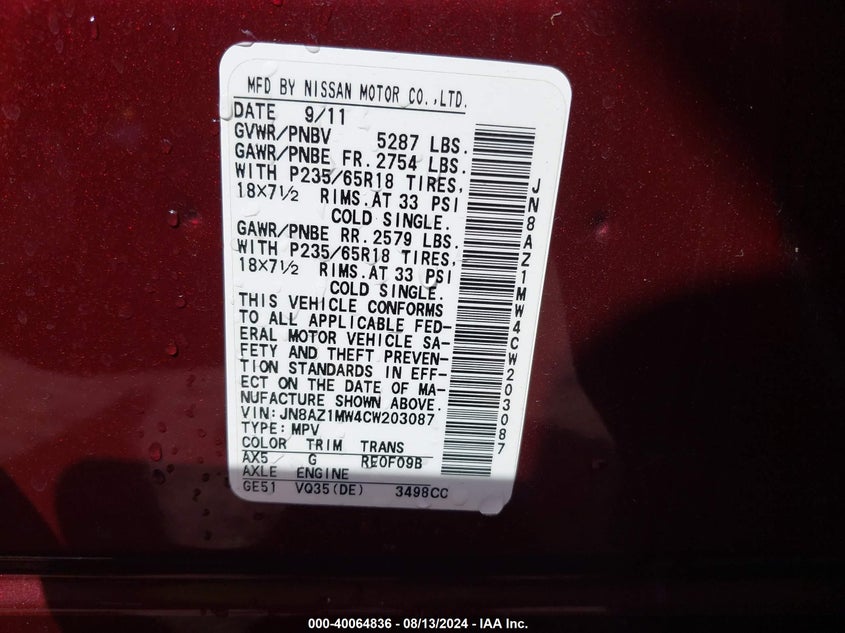 MFD BY NISSAN MOTOR CO.,LTD.
DATE 9/11
GVWR/PNBV 5287 LBS.
GAWR/PNBE FR. 2754 LBS.
WITH P235/65R18 TIRES,
18X7½ RIMS.AT 33 PSI
COLD SINGLE.
GAWR/PNBE RR. 2579 LBS.
WITH P235/65R18 TIRES,
18X7½ RIMS.AT 33 PSI
COLD SINGLE.
THIS VEHICLE CONFORMS
TO ALL APPLICABLE FED-
ERAL MOTOR VEHICLE SA-
FETY AND THEFT PREVEN-
TION STANDARDS IN EFF-
ECT ON THE DATE OF MA-
NUFACTURE SHOWN ABOVE.
VIN:JN8AZ1MW4CW203087
TYPE:MPV
COLOR TRIM TRANS
AX5 G RE0F09B
AXLE ENGINE
GE51 VQ35(DE) 3498CC
JN8AZ1MW4CW203087
000-40064836 - 08/13/2024 - IAA Inc.